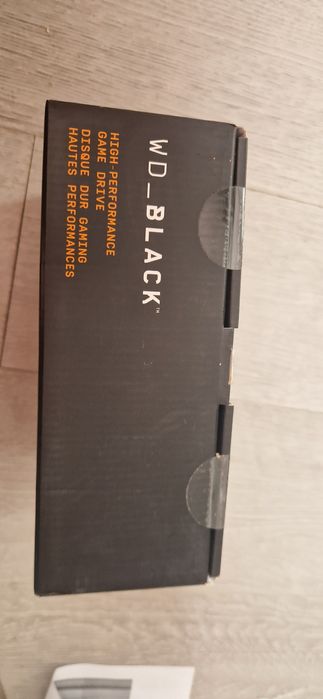 WD_BLACK™
HIGH-PERFORMANCE
GAME DRIVE
DISQUE DUR GAMING
HAUTES PERFORMANCES